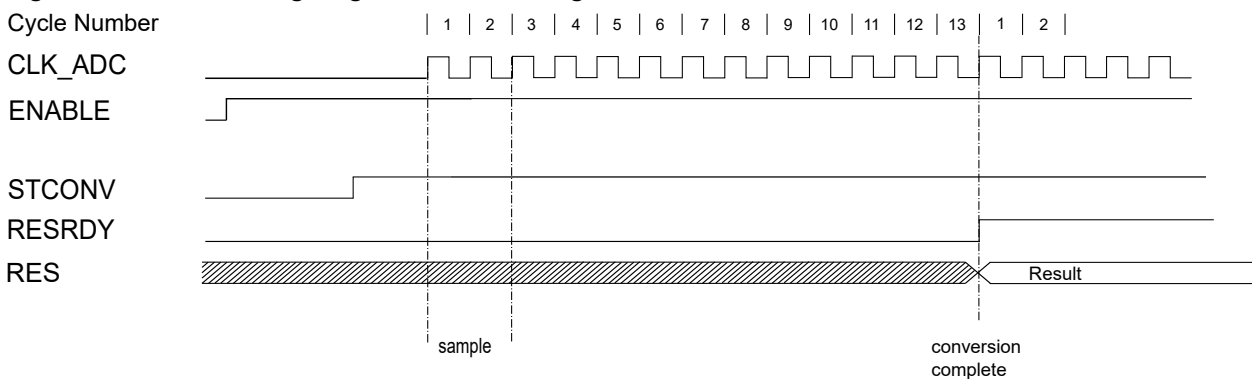 Cycle Number 1 2 3 4 5 6 7 8 9 10 11 12 13 1 2
CLK_ADC
ENABLE
STCONV
RESRDY
RES Result
sample
conversion
complete